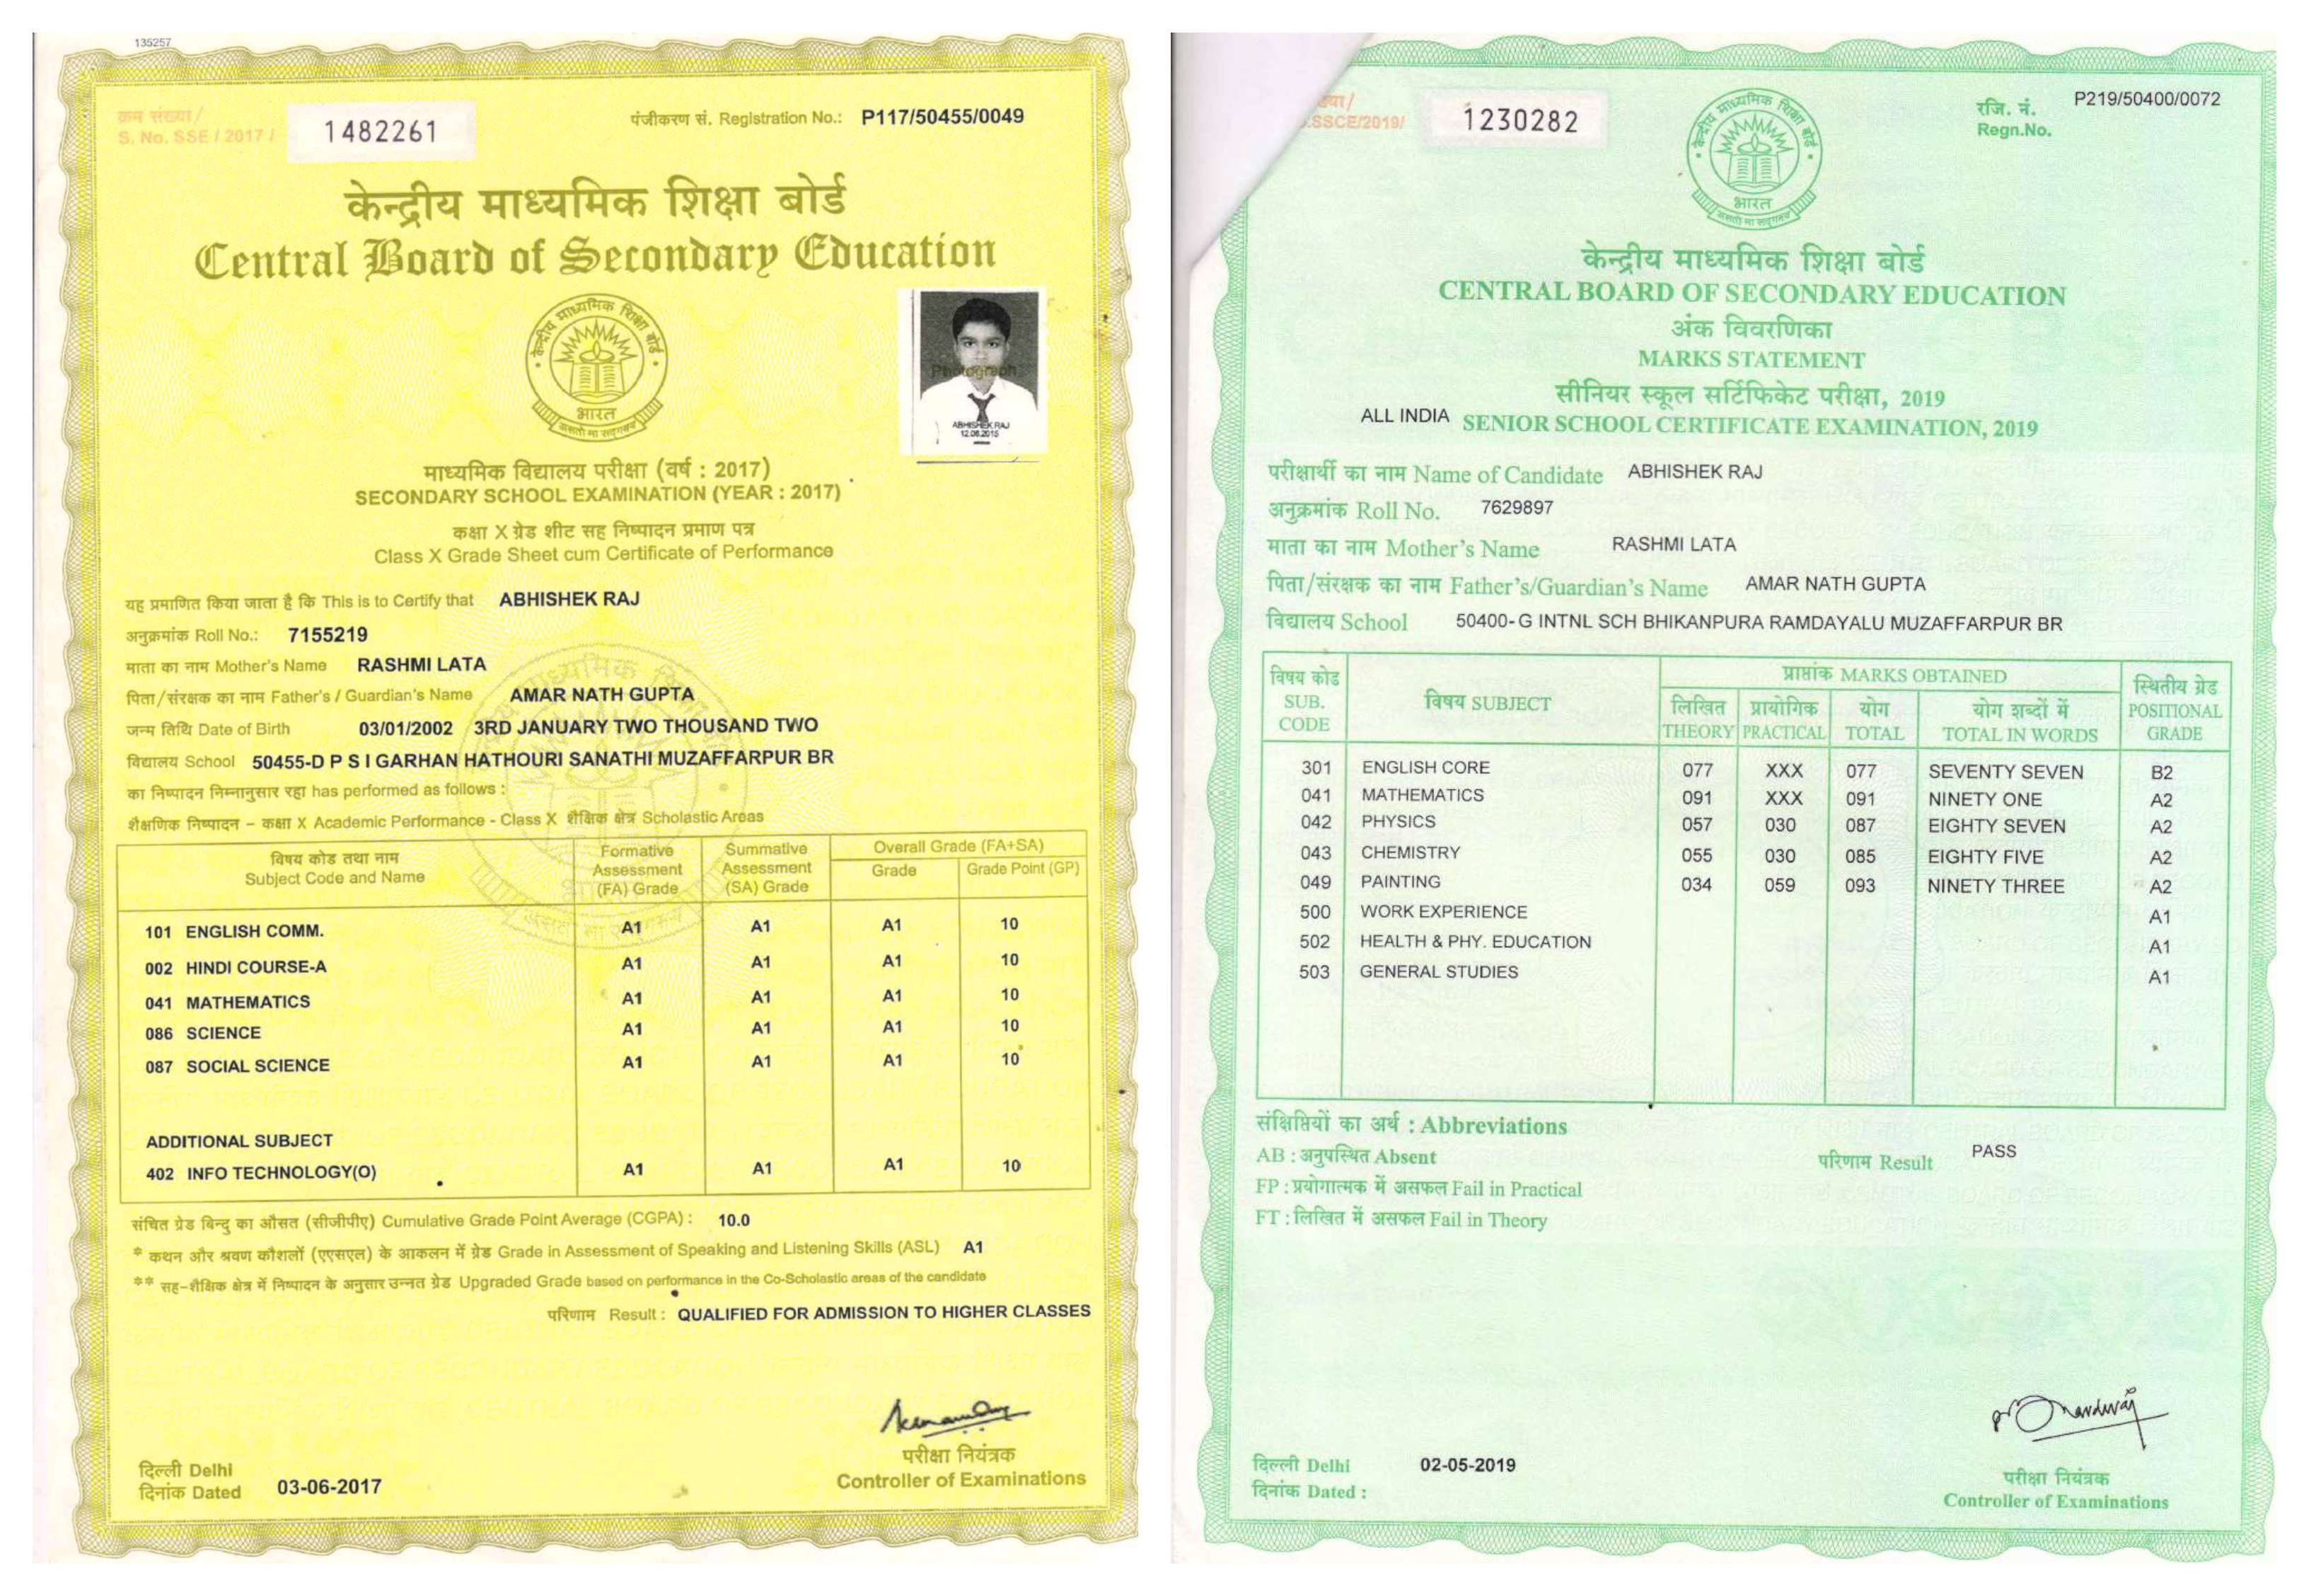 135257
क्रम संख्या /
S. No. SSE / 2017 /
1482261
पंजीकरण सं. Registration No.: P117/50455/0049
केन्द्रीय माध्यमिक शिक्षा बोर्ड
Central Board of Secondary Education
केन्द्रीय माध्यमिक शिक्षा बोर्ड
भारत
असतो मा सद्गमय
Photograph
ABHISHEK RAJ
12.06.2015
माध्यमिक विद्यालय परीक्षा (वर्ष : 2017)
SECONDARY SCHOOL EXAMINATION (YEAR : 2017)
कक्षा X ग्रेड शीट सह निष्पादन प्रमाण पत्र
Class X Grade Sheet cum Certificate of Performance
यह प्रमाणित किया जाता है कि This is to Certify that ABHISHEK RAJ
अनुक्रमांक Roll No.: 7155219
माता का नाम Mother's Name RASHMI LATA
पिता/संरक्षक का नाम Father's / Guardian's Name AMAR NATH GUPTA
जन्म तिथि Date of Birth 03/01/2002 3RD JANUARY TWO THOUSAND TWO
विद्यालय School 50455-D P S I GARHAN HATHOURI SANATHI MUZAFFARPUR BR
का निष्पादन निम्नानुसार रहा has performed as follows :
शैक्षणिक निष्पादन – कक्षा X Academic Performance - Class X शैक्षिक क्षेत्र Scholastic Areas
विषय कोड तथा नाम
Subject Code and Name
Formative Assessment (FA) Grade
Summative Assessment (SA) Grade
Overall Grade (FA+SA)
Grade Grade Point (GP)
101 ENGLISH COMM. A1 A1 A1 10
002 HINDI COURSE-A A1 A1 A1 10
041 MATHEMATICS A1 A1 A1 10
086 SCIENCE A1 A1 A1 10
087 SOCIAL SCIENCE A1 A1 A1 10
ADDITIONAL SUBJECT
402 INFO TECHNOLOGY(O) A1 A1 A1 10
संचित ग्रेड बिन्दु का औसत (सीजीपीए) Cumulative Grade Point Average (CGPA) : 10.0
* कथन और श्रवण कौशलों (एएसएल) के आकलन में ग्रेड Grade in Assessment of Speaking and Listening Skills (ASL) A1
** सह-शैक्षिक क्षेत्र में निष्पादन के अनुसार उन्नत ग्रेड Upgraded Grade based on performance in the Co-Scholastic areas of the candidate
परिणाम Result : QUALIFIED FOR ADMISSION TO HIGHER CLASSES
परीक्षा नियंत्रक
Controller of Examinations
दिल्ली Delhi
दिनांक Dated 03-06-2017
.SSCE/2019/
1230282
केन्द्रीय माध्यमिक शिक्षा बोर्ड
भारत
असतो मा सद्गमय
रजि. नं. P219/50400/0072
Regn.No.
केन्द्रीय माध्यमिक शिक्षा बोर्ड
CENTRAL BOARD OF SECONDARY EDUCATION
अंक विवरणिका
MARKS STATEMENT
सीनियर स्कूल सर्टिफिकेट परीक्षा, 2019
ALL INDIA SENIOR SCHOOL CERTIFICATE EXAMINATION, 2019
परीक्षार्थी का नाम Name of Candidate ABHISHEK RAJ
अनुक्रमांक Roll No. 7629897
माता का नाम Mother's Name RASHMI LATA
पिता/संरक्षक का नाम Father's/Guardian's Name AMAR NATH GUPTA
विद्यालय School 50400- G INTNL SCH BHIKANPURA RAMDAYALU MUZAFFARPUR BR
विषय कोड
SUB. CODE
विषय SUBJECT
प्राप्तांक MARKS OBTAINED
लिखित THEORY
प्रायोगिक PRACTICAL
योग TOTAL
योग शब्दों में TOTAL IN WORDS
स्थितीय ग्रेड
POSITIONAL GRADE
301 ENGLISH CORE 077 XXX 077 SEVENTY SEVEN B2
041 MATHEMATICS 091 XXX 091 NINETY ONE A2
042 PHYSICS 057 030 087 EIGHTY SEVEN A2
043 CHEMISTRY 055 030 085 EIGHTY FIVE A2
049 PAINTING 034 059 093 NINETY THREE A2
500 WORK EXPERIENCE A1
502 HEALTH & PHY. EDUCATION A1
503 GENERAL STUDIES A1
संक्षिप्तियों का अर्थ : Abbreviations
AB : अनुपस्थित Absent
परिणाम Result PASS
FP : प्रयोगात्मक में असफल Fail in Practical
FT : लिखित में असफल Fail in Theory
दिल्ली Delhi
दिनांक Dated : 02-05-2019
परीक्षा नियंत्रक
Controller of Examinations